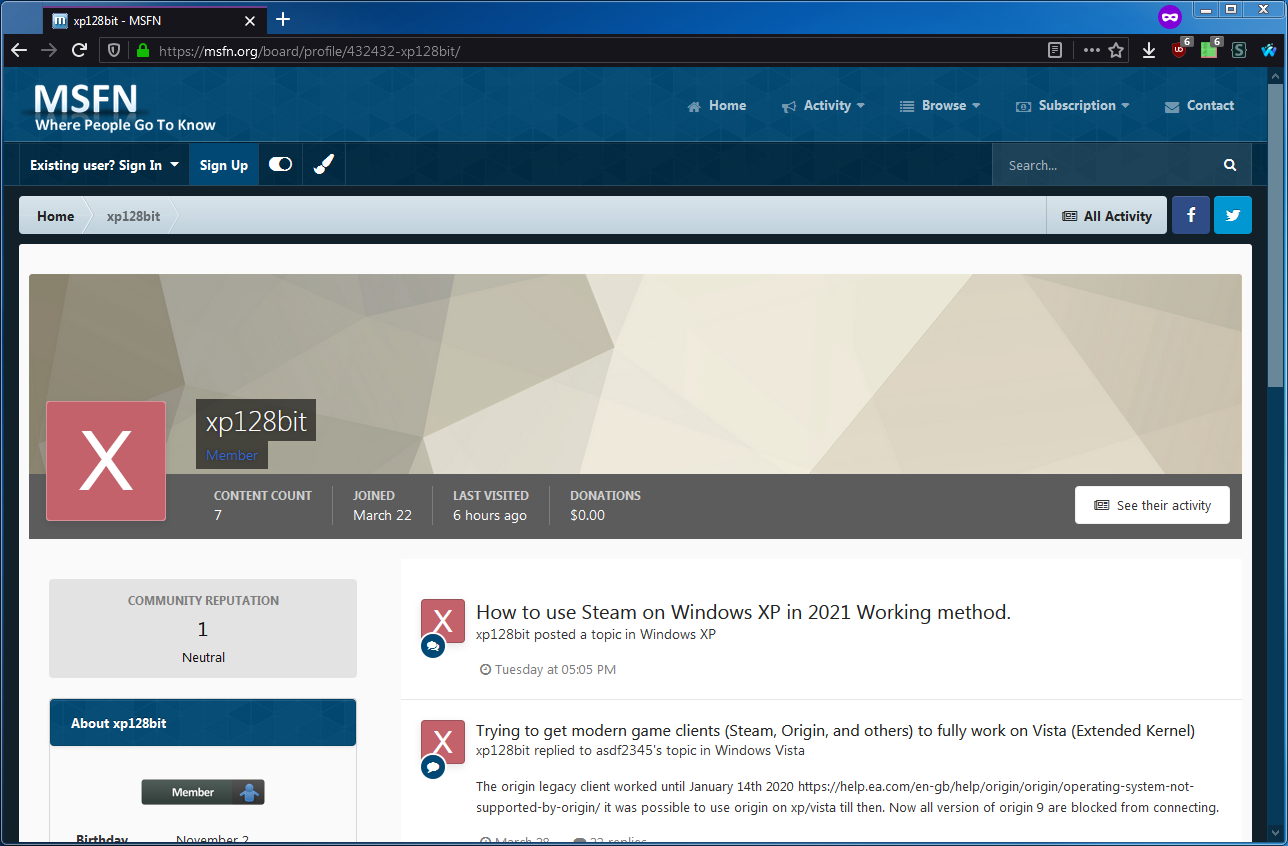 xp128bit - MSFN
https://msfn.org/board/profile/432432-xp128bit/
6
6
MSFN
Where People Go To Know
Home
Activity
Browse
Subscription
Contact
Existing user? Sign In
Sign Up
Search...
Home
xp128bit
All Activity
X
xp128bit
Member
CONTENT COUNT
7
JOINED
March 22
LAST VISITED
6 hours ago
DONATIONS
$0.00
See their activity
COMMUNITY REPUTATION
1
Neutral
About xp128bit
Member
Birthday
November 2
X
How to use Steam on Windows XP in 2021 Working method.
xp128bit posted a topic in Windows XP
Tuesday at 05:05 PM
X
Trying to get modern game clients (Steam, Origin, and others) to fully work on Vista (Extended Kernel)
xp128bit replied to asdf2345's topic in Windows Vista
The origin legacy client worked until January 14th 2020 https://help.ea.com/en-gb/help/origin/origin/operating-system-not-
supported-by-origin/ it was possible to use origin on xp/vista till then. Now all version of origin 9 are blocked from connecting.
March 28
22 replies